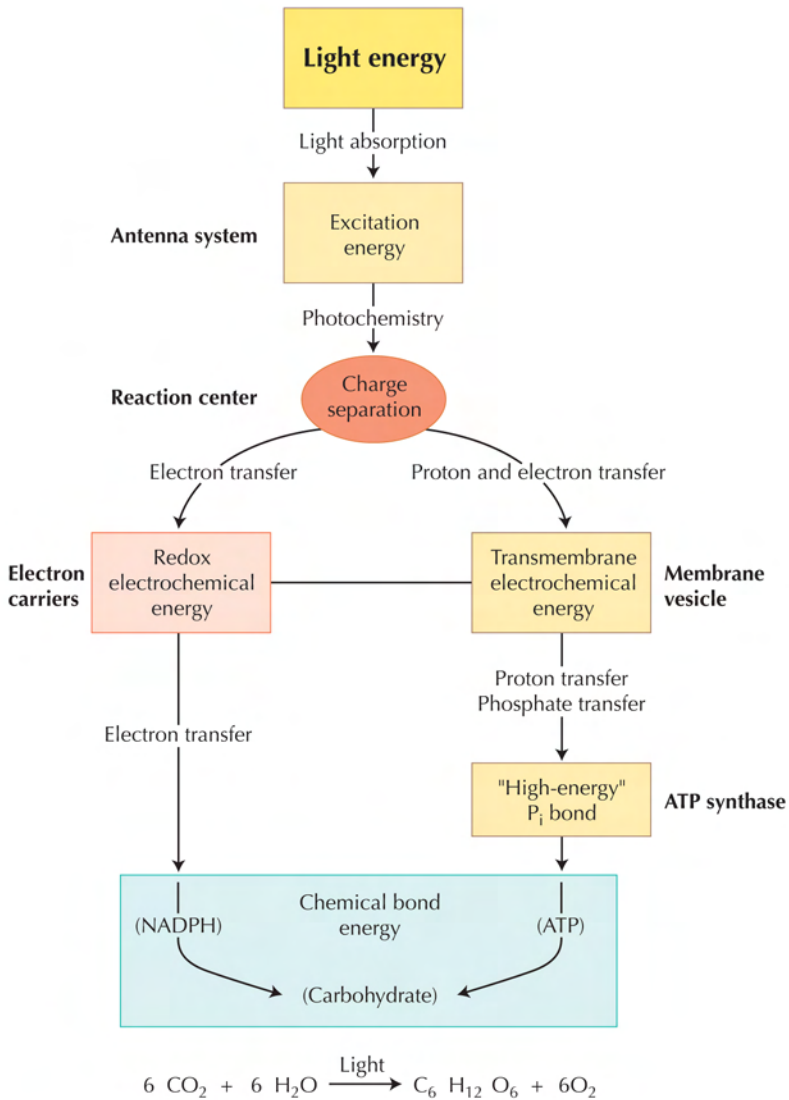 Light energy
Light absorption
Antenna system
Excitation
energy
Photochemistry
Reaction center
Charge
separation
Electron transfer
Proton and electron transfer
Electron
carriers
Redox
electrochemical
energy
Transmembrane
electrochemical
energy
Membrane
vesicle
Proton transfer
Phosphate transfer
Electron transfer
"High-energy"
Pᵢ bond
ATP synthase
Chemical bond
energy
(NADPH)
(ATP)
(Carbohydrate)
Light
6 CO₂ + 6 H₂O ⟶ C₆ H₁₂ O₆ + 6O₂